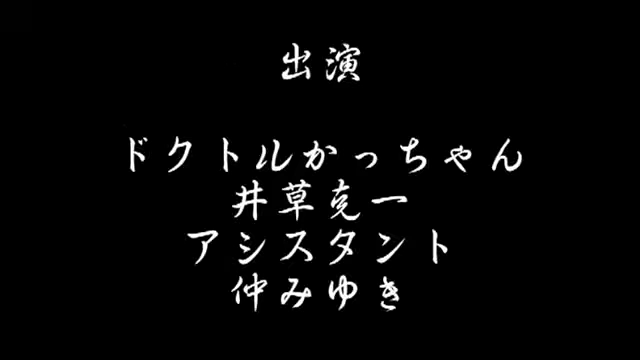 出演
ドクトルかっちゃん
井草克一
アシスタント
仲みゆき